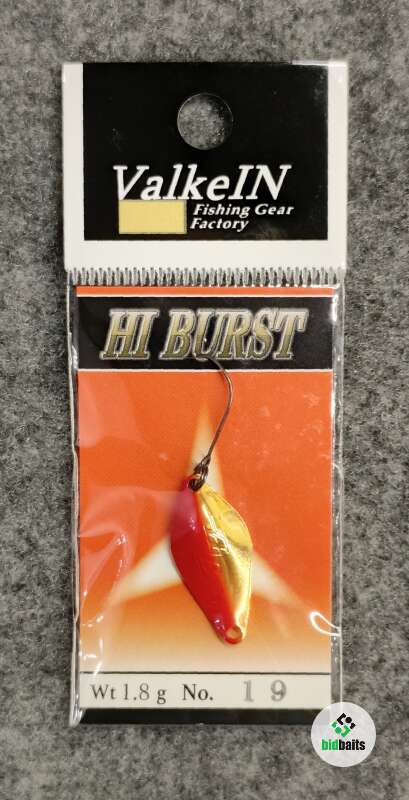 ValkeIN
Fishing Gear
Factory
HI BURST
Wt 1.8 g No. 19
bidbaits